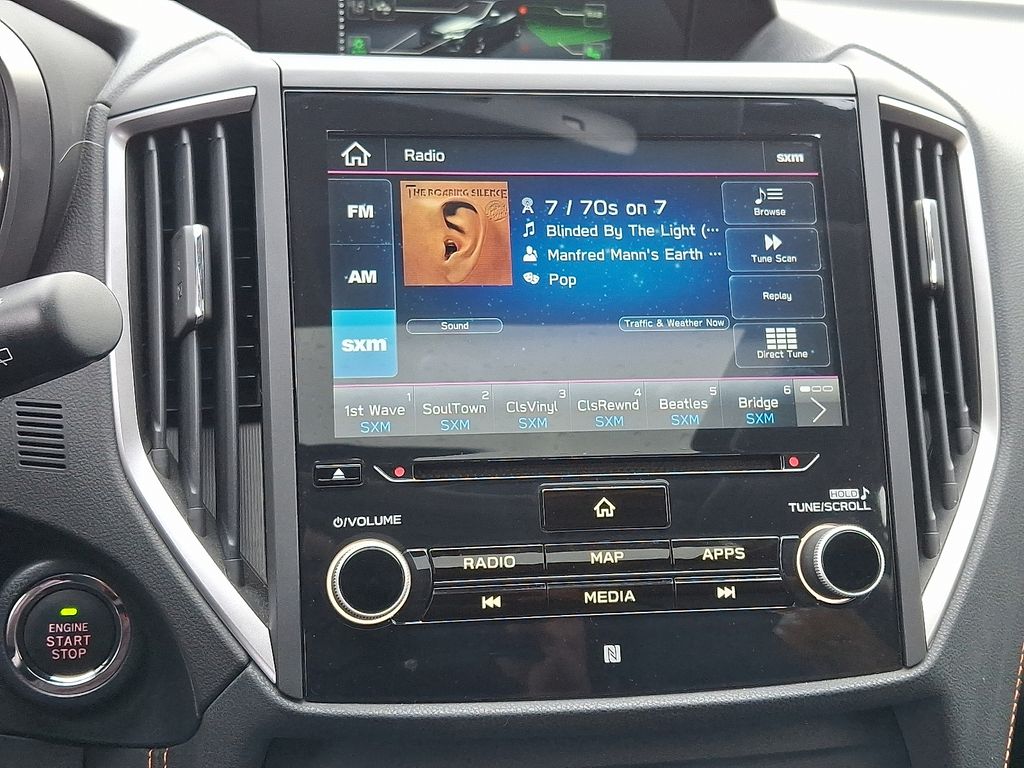 Radio
sxm
FM
AM
sxm
THE ROARING SILENCE
7 / 70s on 7
Blinded By The Light (…
Manfred Mann's Earth …
Pop
Browse
Tune Scan
Replay
Direct Tune
Sound
Traffic & Weather Now
1
1st Wave
SXM
2
SoulTown
SXM
3
ClsVinyl
SXM
4
ClsRewnd
SXM
5
Beatles
SXM
6
Bridge
SXM
/VOLUME
HOLD
TUNE/SCROLL
RADIO
MAP
APPS
MEDIA
N
ENGINE
START
STOP